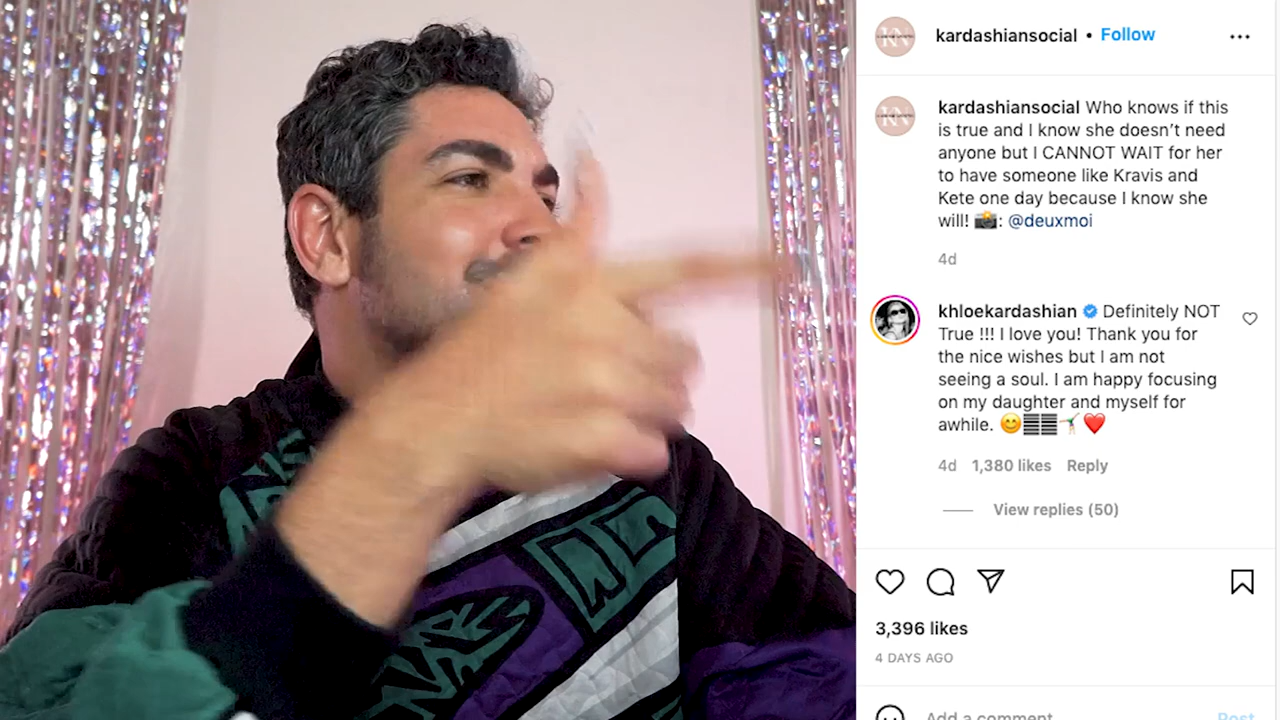 kardashiansocial • Follow
kardashiansocial Who knows if this
is true and I know she doesn’t need
anyone but I CANNOT WAIT for her
to have someone like Kravis and
Kete one day because I know she
will! 📸: @deuxmoi
4d
khloekardashian Definitely NOT
True !!! I love you! Thank you for
the nice wishes but I am not
seeing a soul. I am happy focusing
on my daughter and myself for
awhile. 😊🤸❤️
4d 1,380 likes Reply
View replies (50)
3,396 likes
4 DAYS AGO
Add a comment
Post